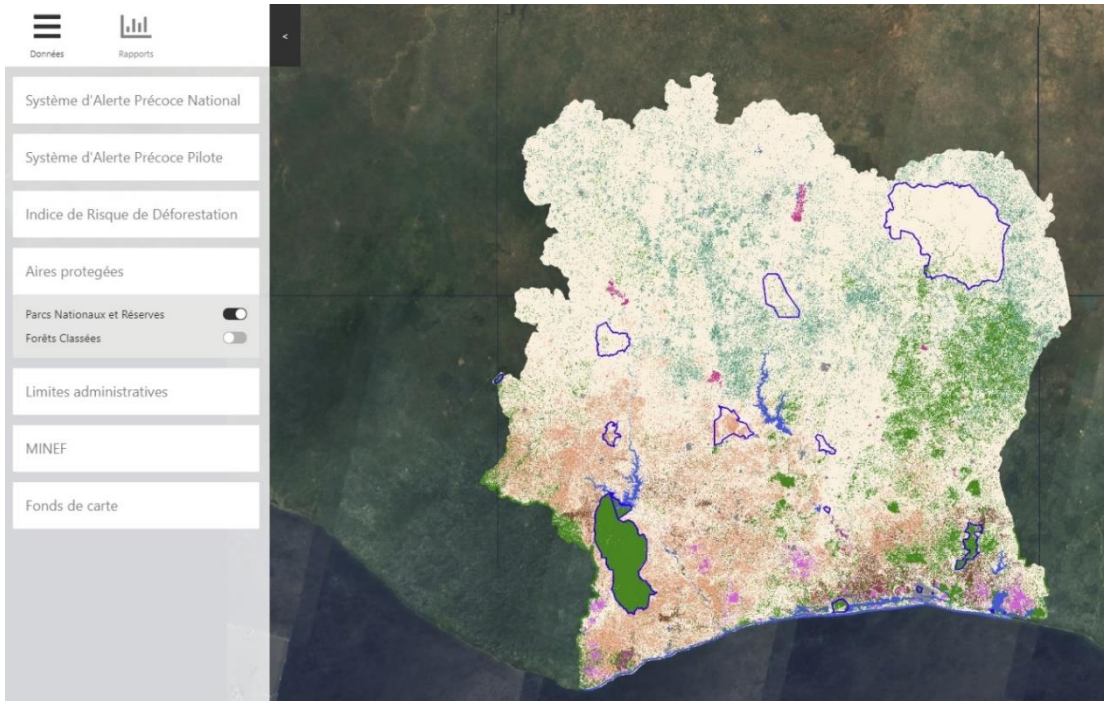 Données
Rapports
<
Système d'Alerte Précoce National
Système d'Alerte Précoce Pilote
Indice de Risque de Déforestation
Aires protegées
Parcs Nationaux et Réserves
Forêts Classées
Limites administratives
MINEF
Fonds de carte